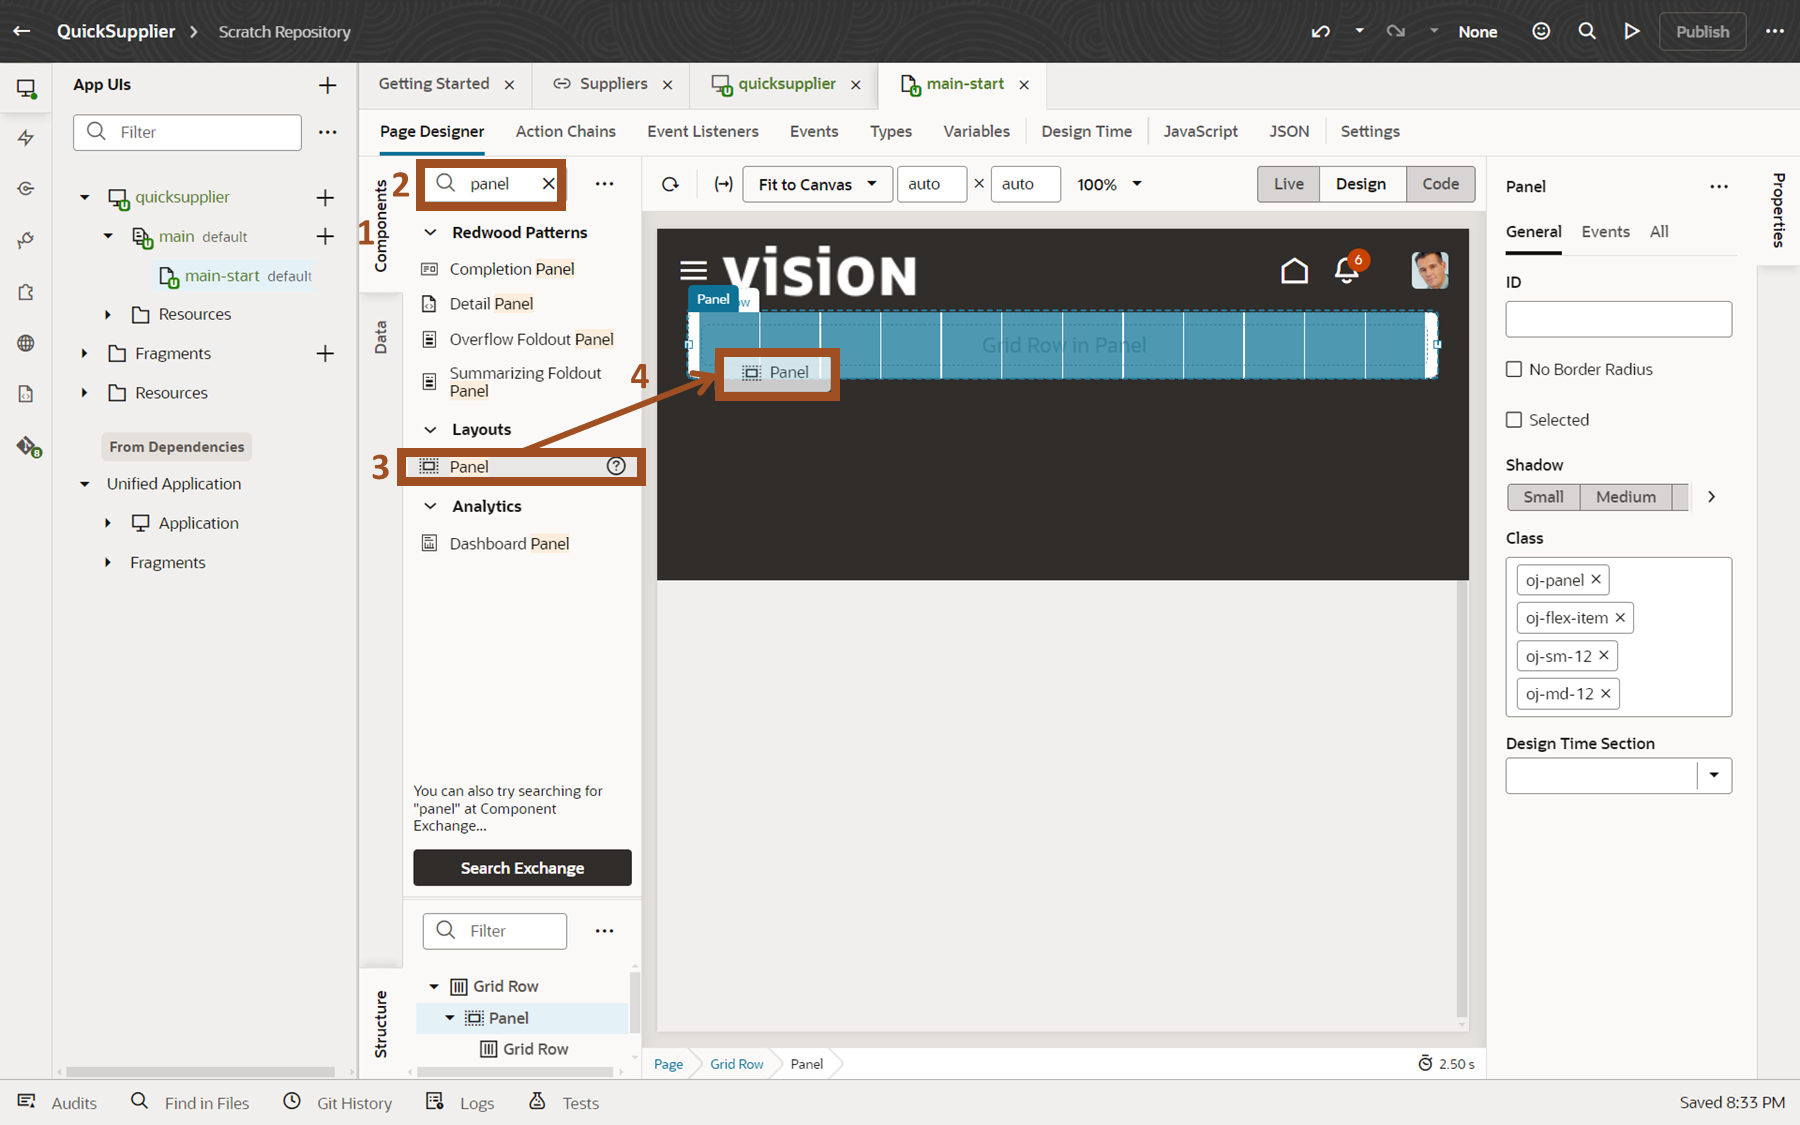 QuickSupplier
Scratch Repository
None
Publish
App UIs
Filter
quicksupplier
main default
main-start default
Resources
Fragments
Resources
From Dependencies
Unified Application
Application
Fragments
Getting Started
Suppliers
quicksupplier
main-start
Page Designer
Action Chains
Event Listeners
Events
Types
Variables
Design Time
JavaScript
JSON
Settings
Components
Data
Structure
1
2
panel
Redwood Patterns
Completion Panel
Detail Panel
Overflow Foldout Panel
Summarizing Foldout
Panel
Layouts
3
Panel
Analytics
Dashboard Panel
You can also try searching for
"panel" at Component
Exchange...
Search Exchange
Filter
Grid Row
Panel
Grid Row
Fit to Canvas
auto
×
auto
100%
Live
Design
Code
vision
6
Panel
Grid Row in Panel
4
Panel
Page
Grid Row
Panel
2.50 s
Panel
General
Events
All
ID
No Border Radius
Selected
Shadow
Small
Medium
Class
oj-panel
oj-flex-item
oj-sm-12
oj-md-12
Design Time Section
Properties
8
Audits
Find in Files
Git History
Logs
Tests
Saved 8:33 PM